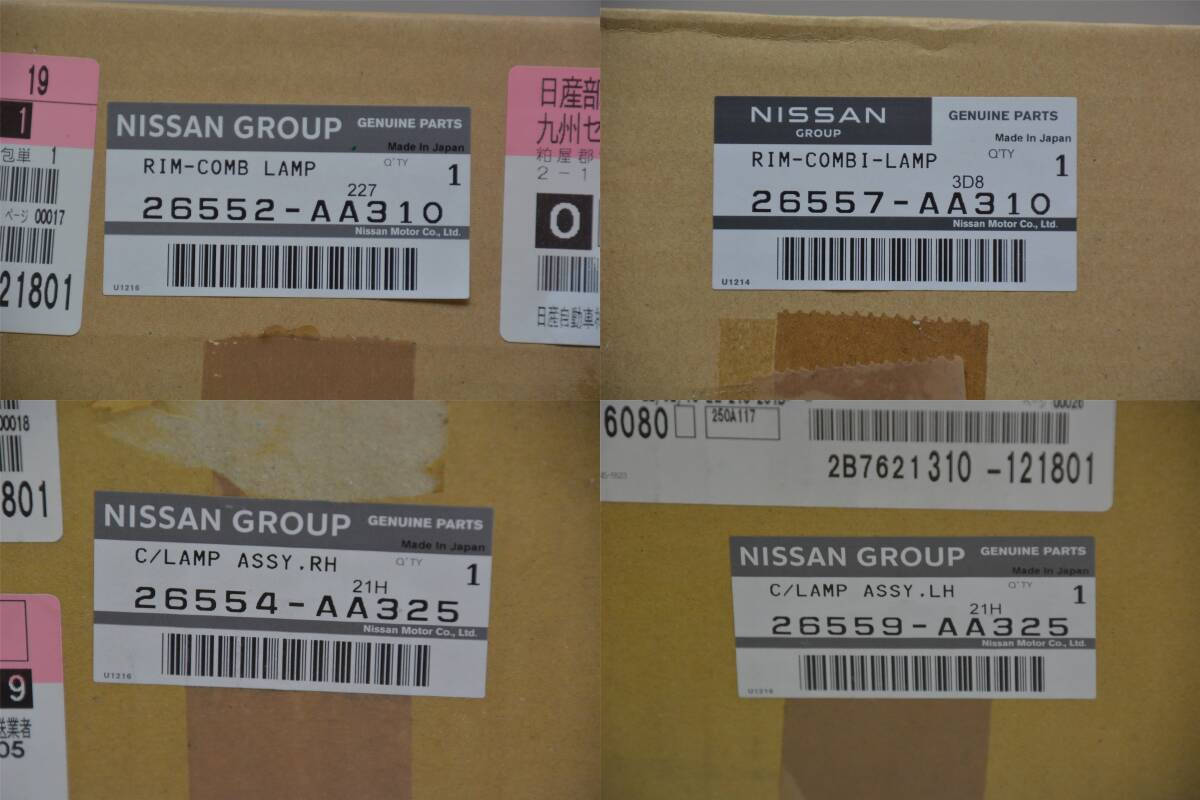 19
1
包単 1
ページ 00017
21801
NISSAN GROUP GENUINE PARTS
Made In Japan
RIM-COMB LAMP Q'TY 1
227
26552-AA310
Nissan Motor Co., Ltd.
U1216
日産部
九州セ
粕屋郡
2-1
0
日産自動車
NISSAN GROUP GENUINE PARTS
Made In Japan
RIM-COMBI-LAMP Q'TY 1
3D8
26557-AA310
Nissan Motor Co., Ltd.
U1214
00018
801
NISSAN GROUP GENUINE PARTS
Made In Japan
C/LAMP ASSY.RH Q'TY 1
21H
26554-AA325
Nissan Motor Co., Ltd.
U1216
9
送業者
05
6080 250A117
2B7621310-121801
NISSAN GROUP GENUINE PARTS
Made In Japan
C/LAMP ASSY.LH Q'TY 1
21H
26559-AA325
Nissan Motor Co., Ltd.
U1216